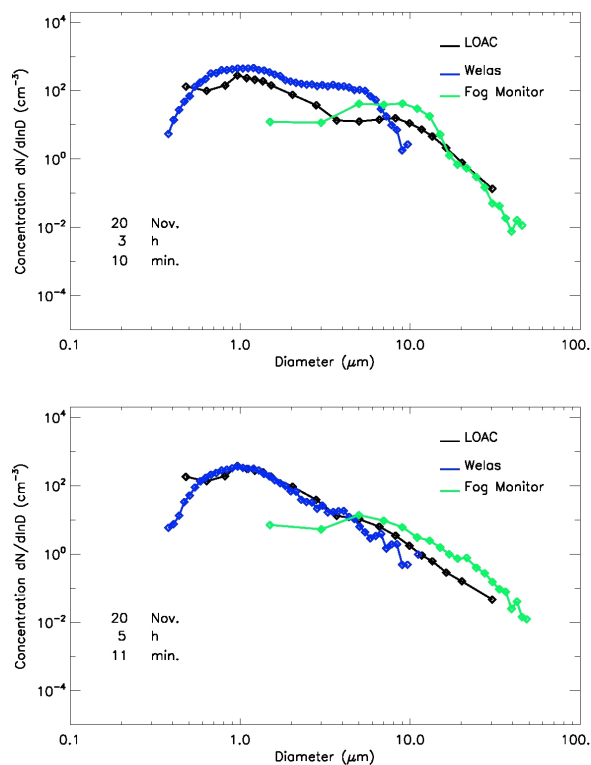 10⁴
10²
10⁰
10⁻²
10⁻⁴
Concentration dN/dlnD (cm⁻³)
LOAC
Welas
Fog Monitor
20 Nov.
3 h
10 min.
0.1 1.0 10.0 100.
Diameter (μm)
10⁴
10²
10⁰
10⁻²
10⁻⁴
Concentration dN/dlnD (cm⁻³)
LOAC
Welas
Fog Monitor
20 Nov.
5 h
11 min.
0.1 1.0 10.0 100.
Diameter (μm)